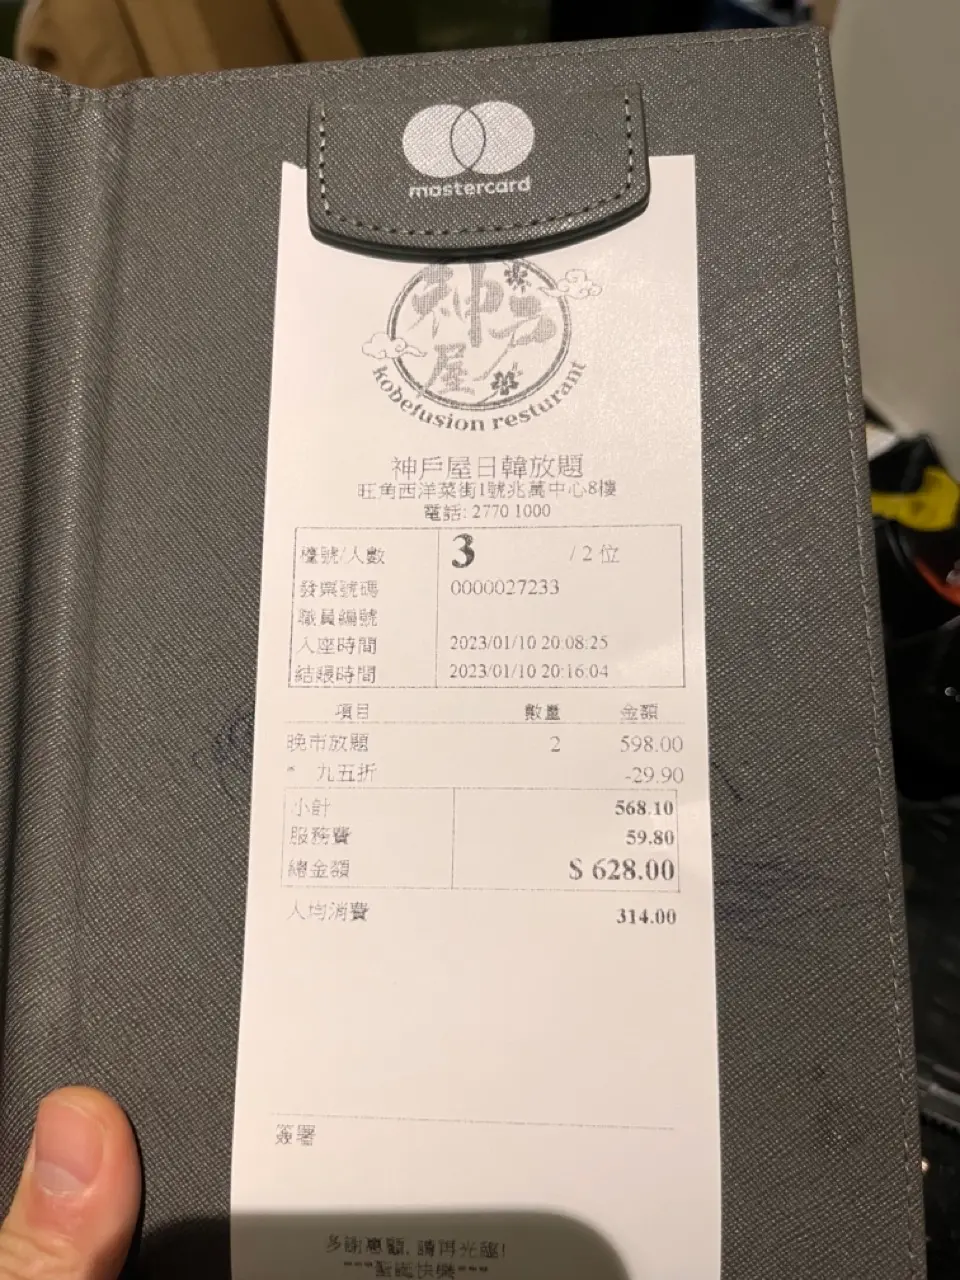 mastercard
神戶屋
kobefusion resturant
神戶屋日韓放題
旺角西洋菜街1號兆萬中心8樓
電話: 2770 1000
檯號/人數 3 / 2 位
發票號碼 0000027233
職員編號
入座時間 2023/01/10 20:08:25
結賬時間 2023/01/10 20:16:04
項目 數量 金額
晚市放題 2 598.00
* 九五折 -29.90
小計 568.10
服務費 59.80
總金額 $ 628.00
人均消費 314.00
簽署
多謝惠顧, 請再光臨!
***聖誕快樂***